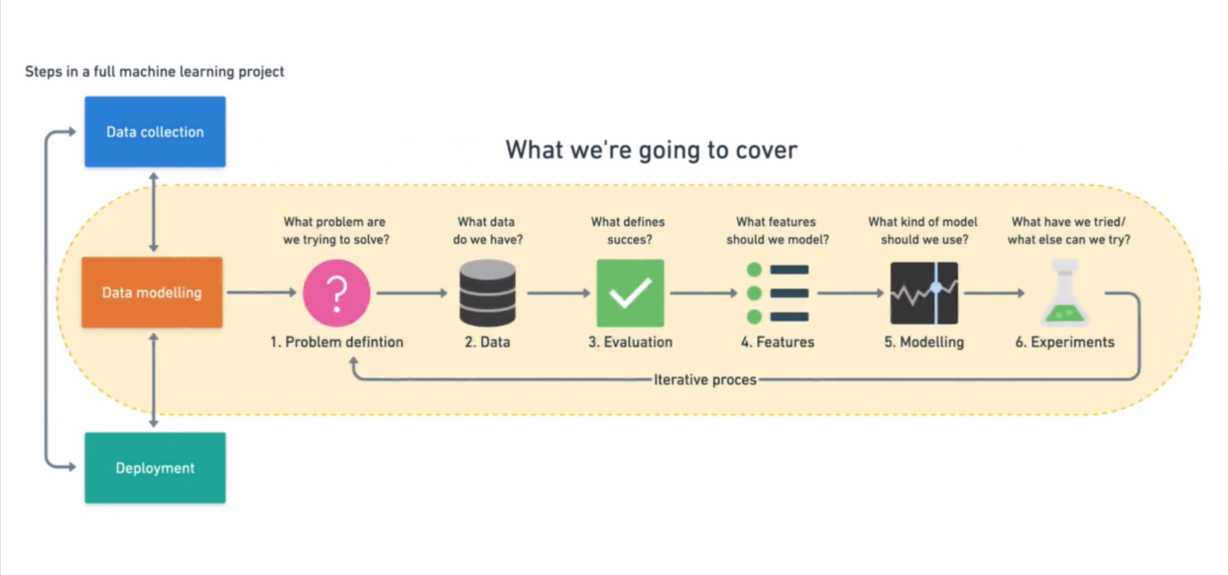 Steps in a full machine learning project
Data collection
What we're going to cover
What problem are
we trying to solve?
What data
do we have?
What defines
succes?
What features
should we model?
What kind of model
should we use?
What have we tried/
what else can we try?
Data modelling
?
1. Problem defintion
2. Data
3. Evaluation
4. Features
5. Modelling
6. Experiments
Iterative proces
Deployment